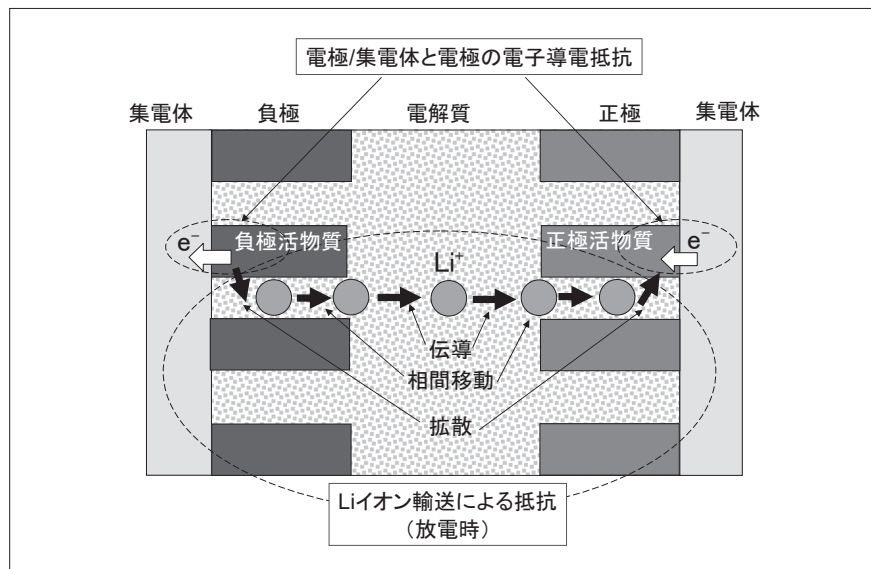 電極/集電体と電極の電子導電抵抗
集電体 負極 電解質 正極 集電体
e⁻ 負極活物質 正極活物質 e⁻
Li⁺
伝導
相間移動
拡散
Liイオン輸送による抵抗
(放電時)